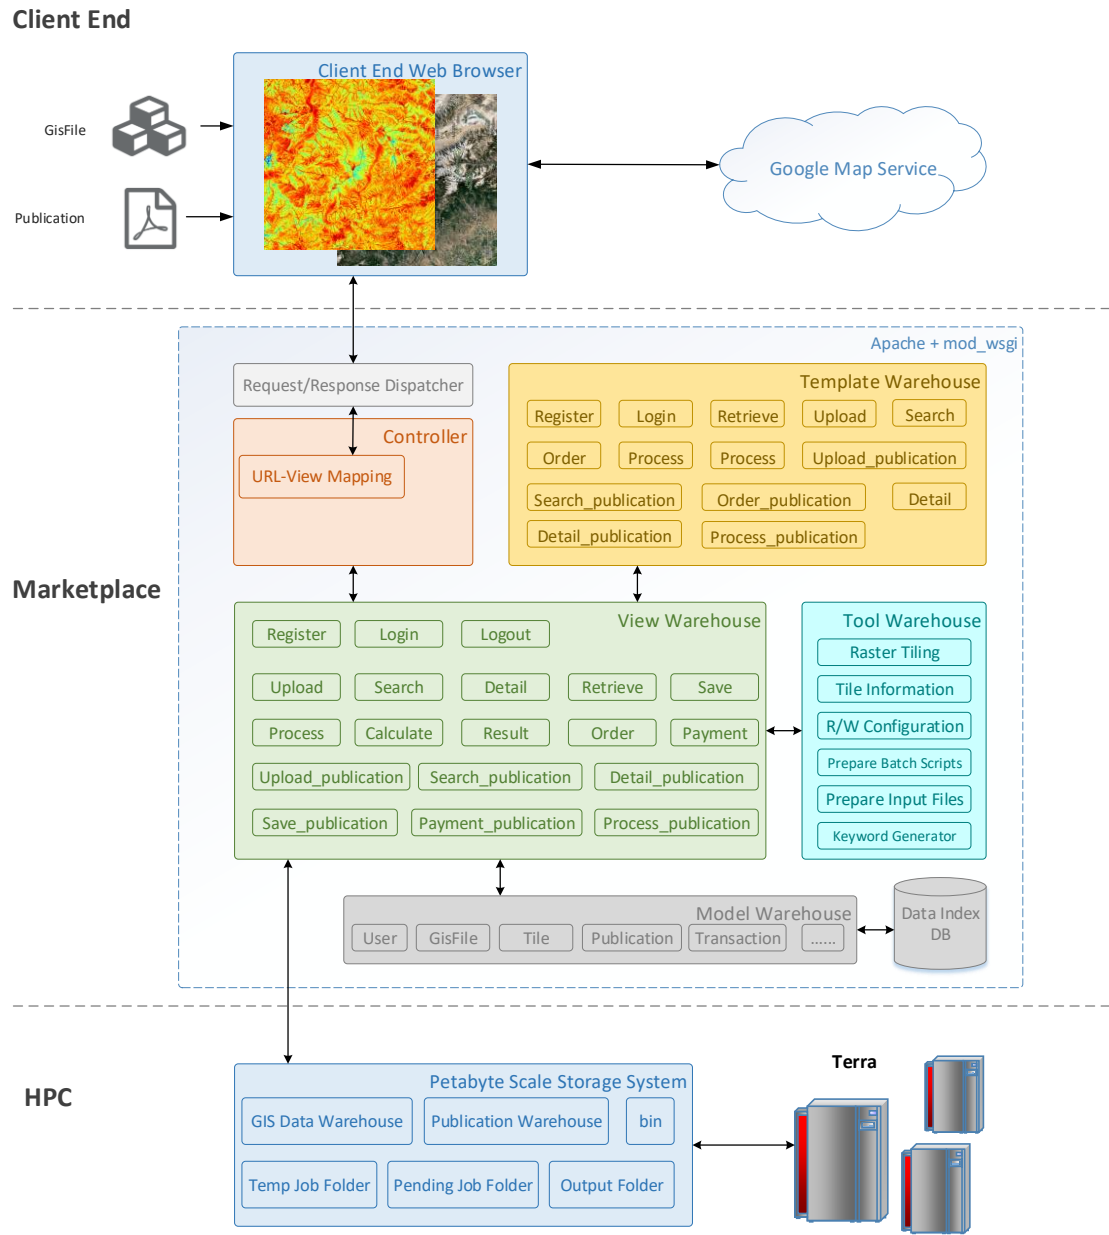 Client End
Client End Web Browser
GisFile
Publication
Google Map Service
Marketplace
Apache + mod_wsgi
Request/Response Dispatcher
Controller
URL-View Mapping
Template Warehouse
Register
Login
Retrieve
Upload
Search
Order
Process
Process
Upload_publication
Search_publication
Order_publication
Detail
Detail_publication
Process_publication
View Warehouse
Register
Login
Logout
Upload
Search
Detail
Retrieve
Save
Process
Calculate
Result
Order
Payment
Upload_publication
Search_publication
Detail_publication
Save_publication
Payment_publication
Process_publication
Tool Warehouse
Raster Tiling
Tile Information
R/W Configuration
Prepare Batch Scripts
Prepare Input Files
Keyword Generator
Model Warehouse
User
GisFile
Tile
Publication
Transaction
......
Data Index
DB
HPC
Petabyte Scale Storage System
GIS Data Warehouse
Publication Warehouse
bin
Temp Job Folder
Pending Job Folder
Output Folder
Terra